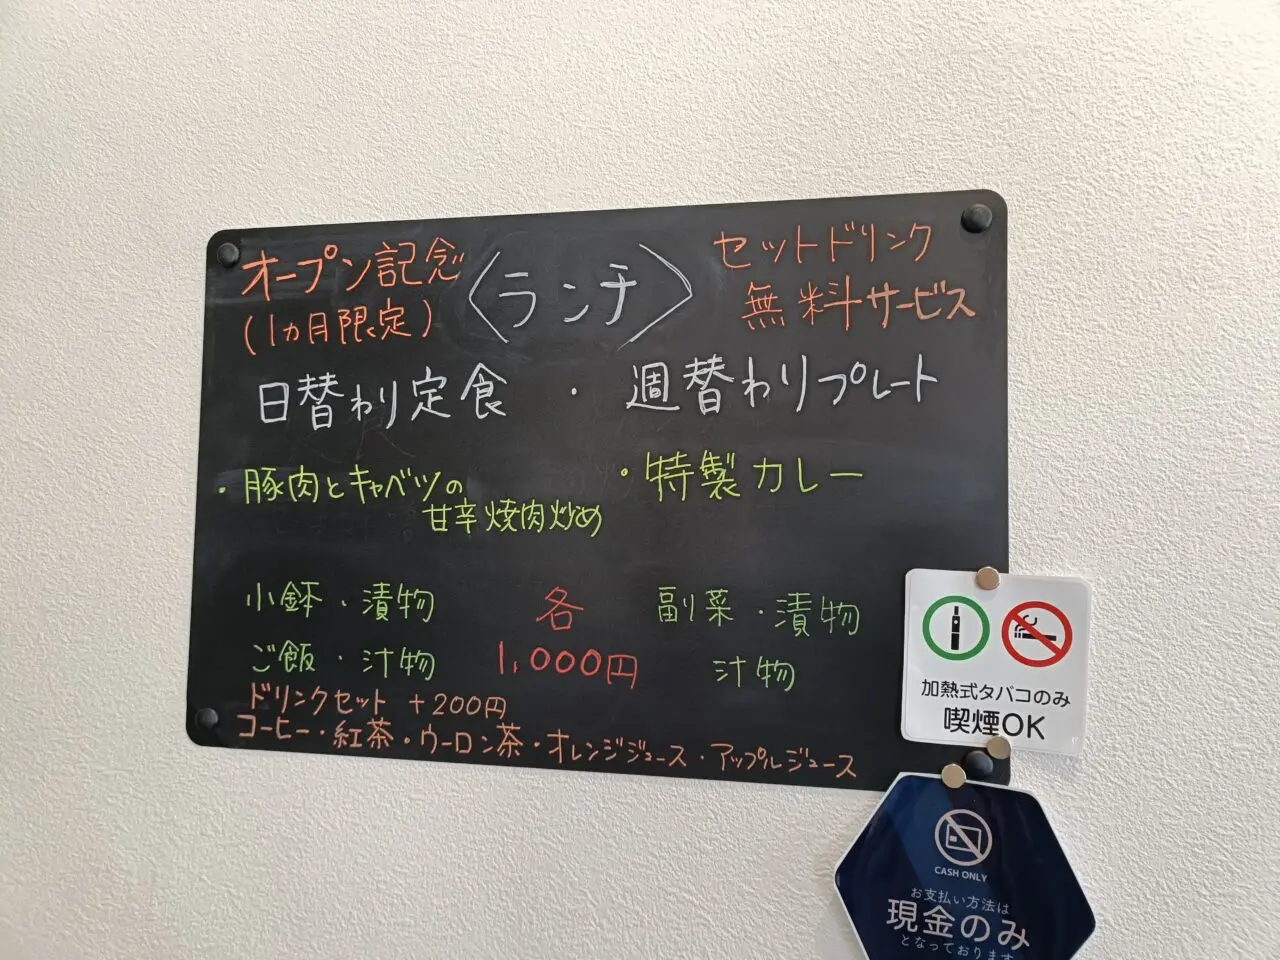 オープン記念
(1ヵ月限定)
〈ランチ〉
セットドリンク
無料サービス
日替わり定食 ・ 週替わりプレート
・豚肉とキャベツの
甘辛焼肉炒め
・特製カレー
小鉢・漬物
ご飯・汁物
各
1,000円
副菜・漬物
汁物
ドリンクセット +200円
コーヒー・紅茶・ウーロン茶・オレンジジュース・アップルジュース
加熱式タバコのみ
喫煙OK
CASH ONLY
お支払い方法は
現金のみ
となっております